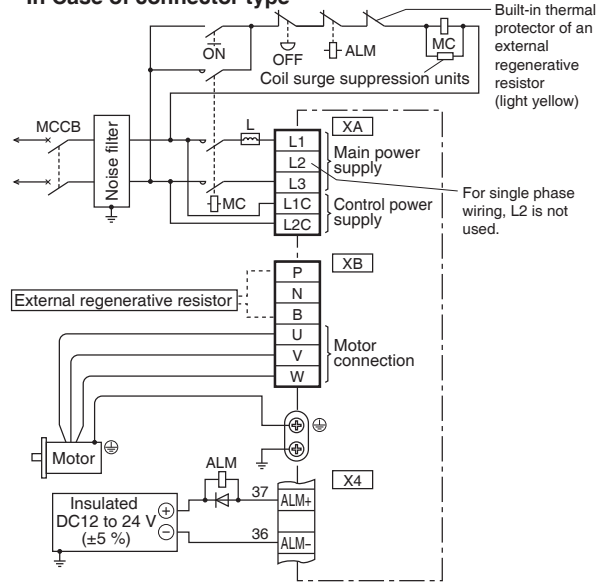 In Case of connector type
Built-in thermal
protector of an
external
regenerative
resistor
(light yellow)
ON
OFF
ALM
MC
Coil surge suppression units
MCCB
Noise filter
L
MC
XA
L1
L2
L3
L1C
L2C
Main power
supply
Control power
supply
For single phase
wiring, L2 is not
used.
XB
P
N
B
U
V
W
External regenerative resistor
Motor
connection
Motor
ALM
X4
Insulated
DC12 to 24 V
(±5 %)
+
−
37
ALM+
36
ALM−